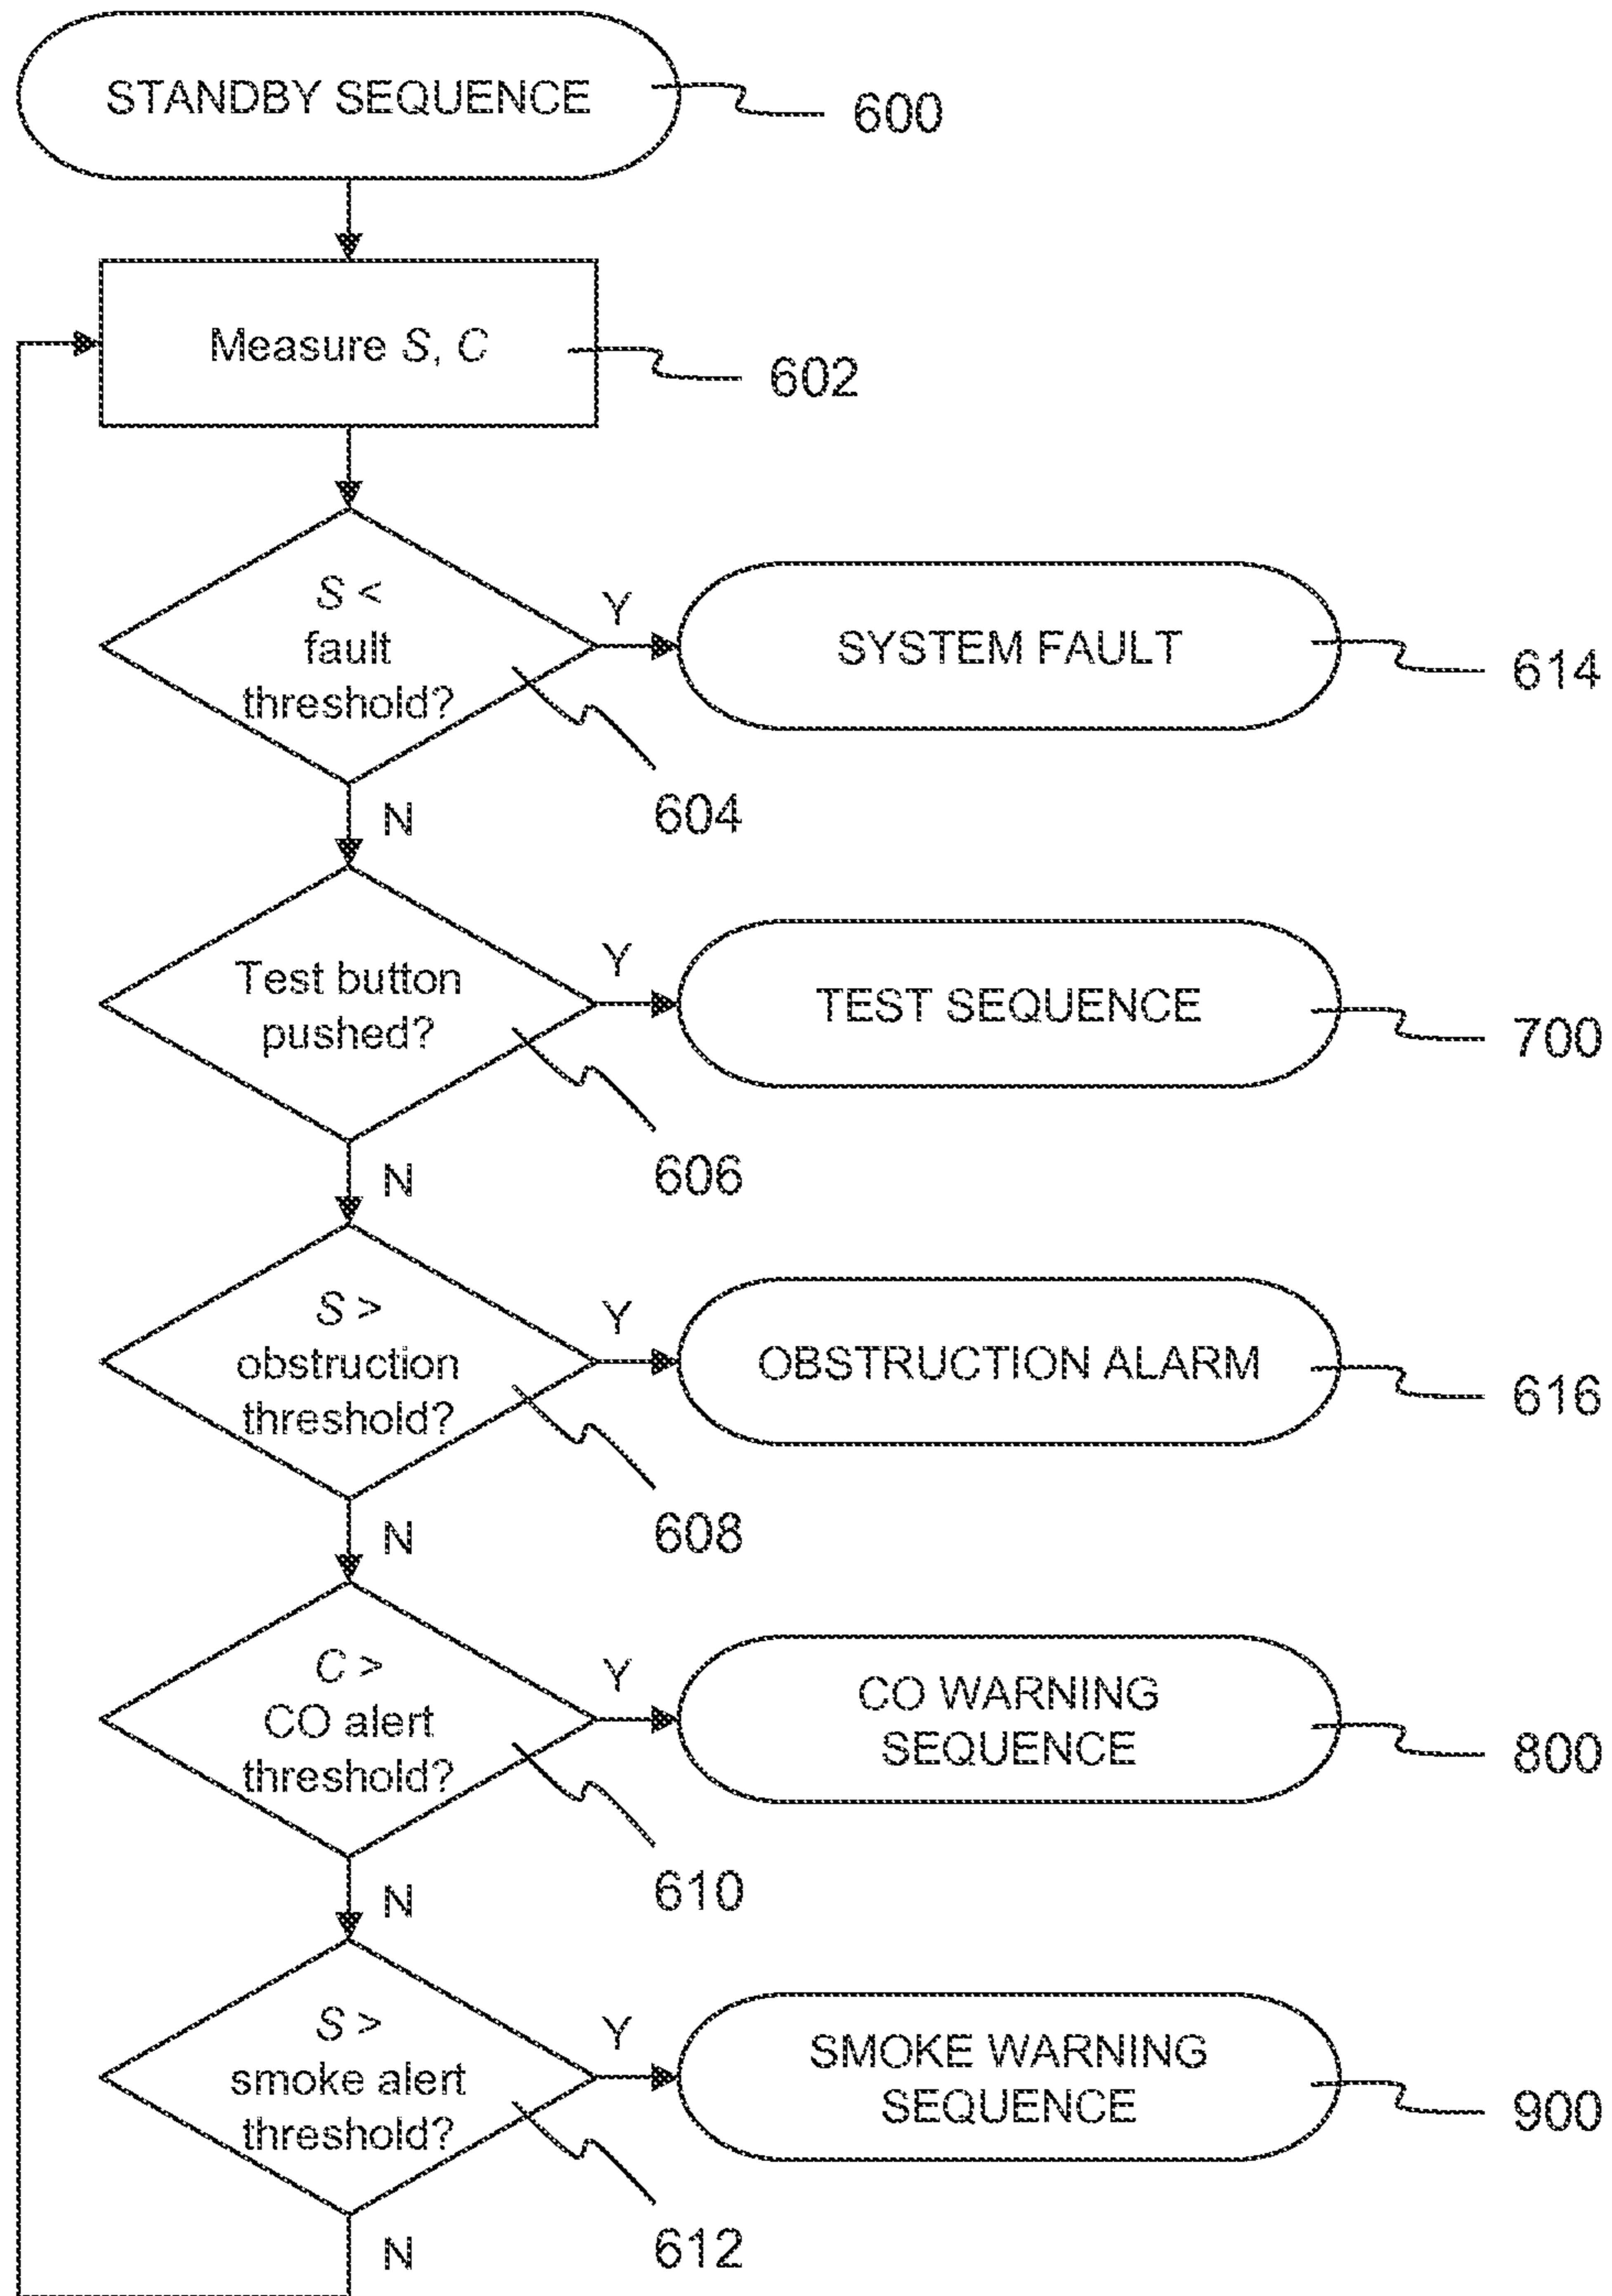 STANDBY SEQUENCE
600
Measure S, C
602
S <
fault
threshold?
Y
SYSTEM FAULT
614
604
N
Test button
pushed?
Y
TEST SEQUENCE
700
606
N
S >
obstruction
threshold?
Y
OBSTRUCTION ALARM
616
608
N
C >
CO alert
threshold?
Y
CO WARNING
SEQUENCE
800
610
N
S >
smoke alert
threshold?
Y
SMOKE WARNING
SEQUENCE
900
612
N